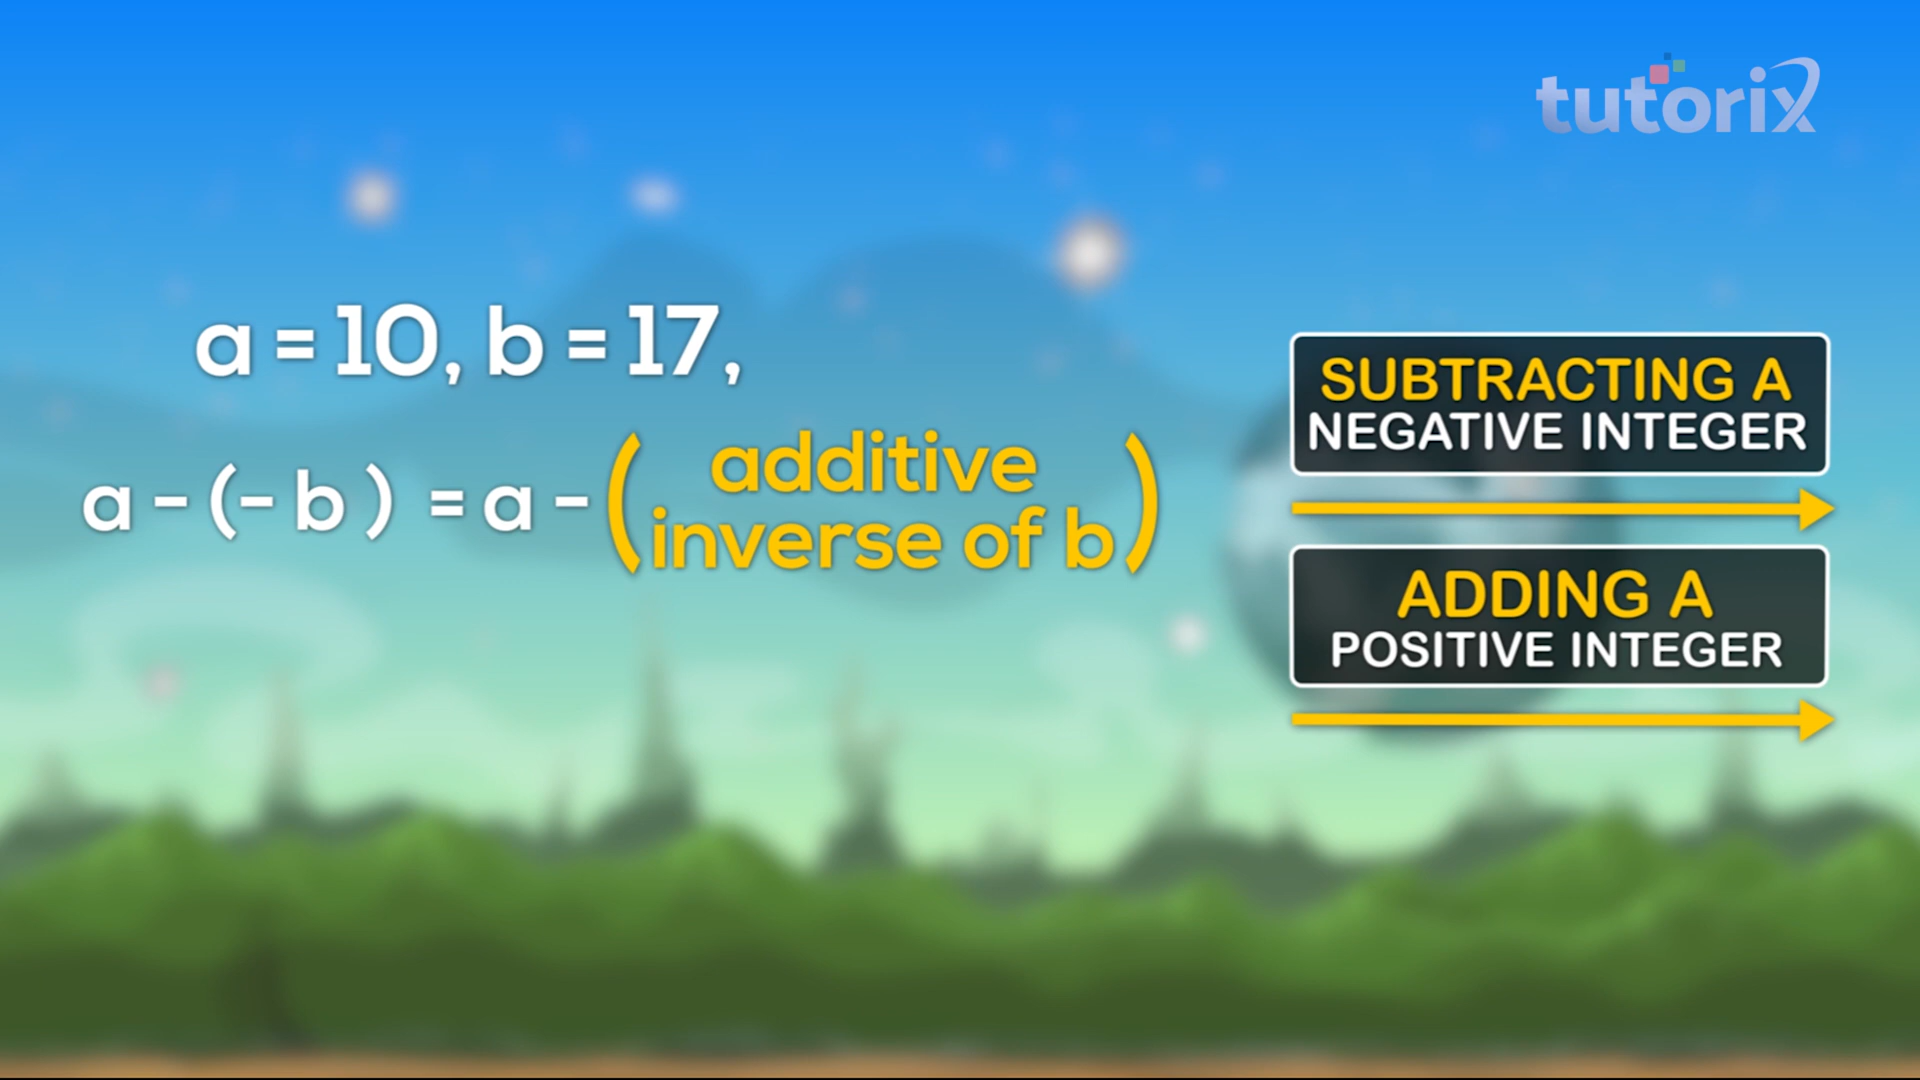 tutorix
a = 10, b = 17,
a - (- b ) = a - (additive inverse of b)
SUBTRACTING A
NEGATIVE INTEGER
ADDING A
POSITIVE INTEGER